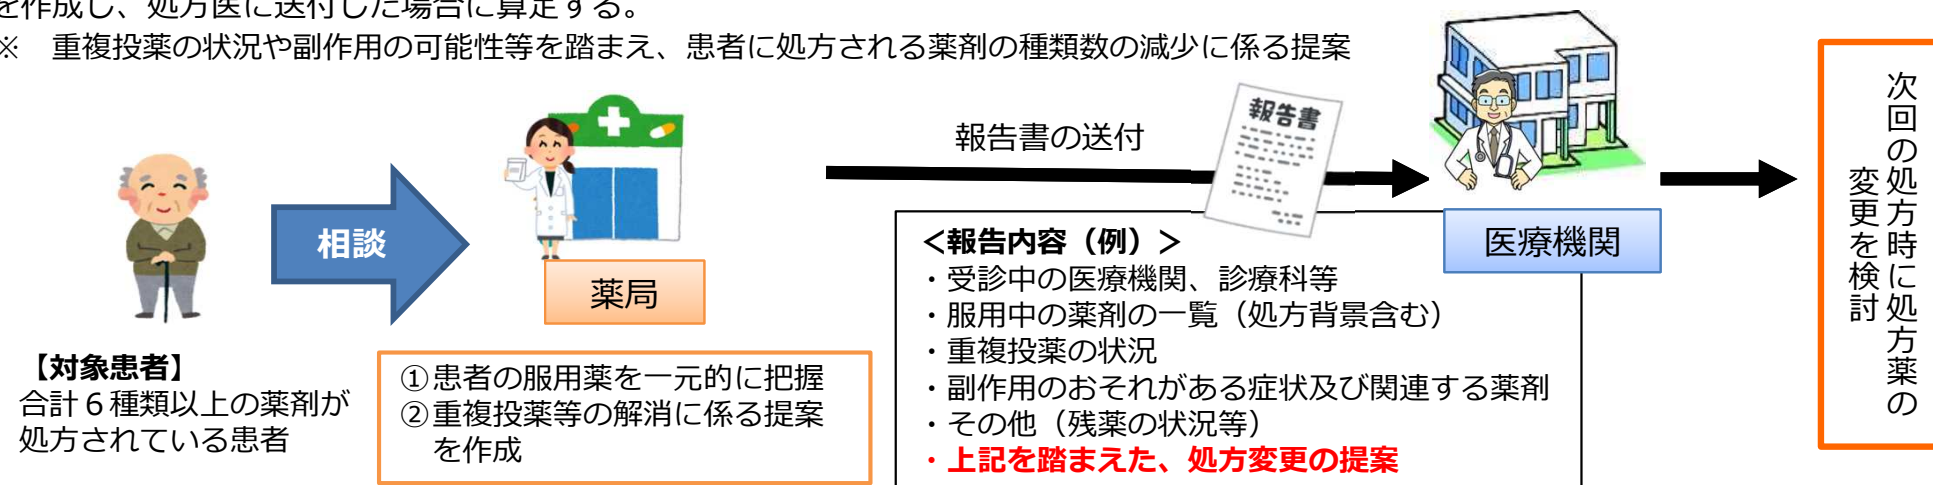 を作成し、処方医に送付した場合に算定する。
※　重複投薬の状況や副作用の可能性等を踏まえ、患者に処方される薬剤の種類数の減少に係る提案
相談
薬局
報告書の送付
報告書
医療機関
次回の処方時に処方薬の
変更を検討
【対象患者】
合計６種類以上の薬剤が
処方されている患者
①患者の服用薬を一元的に把握
②重複投薬等の解消に係る提案
を作成
＜報告内容（例）＞
・受診中の医療機関、診療科等
・服用中の薬剤の一覧（処方背景含む）
・重複投薬の状況
・副作用のおそれがある症状及び関連する薬剤
・その他（残薬の状況等）
・上記を踏まえた、処方変更の提案